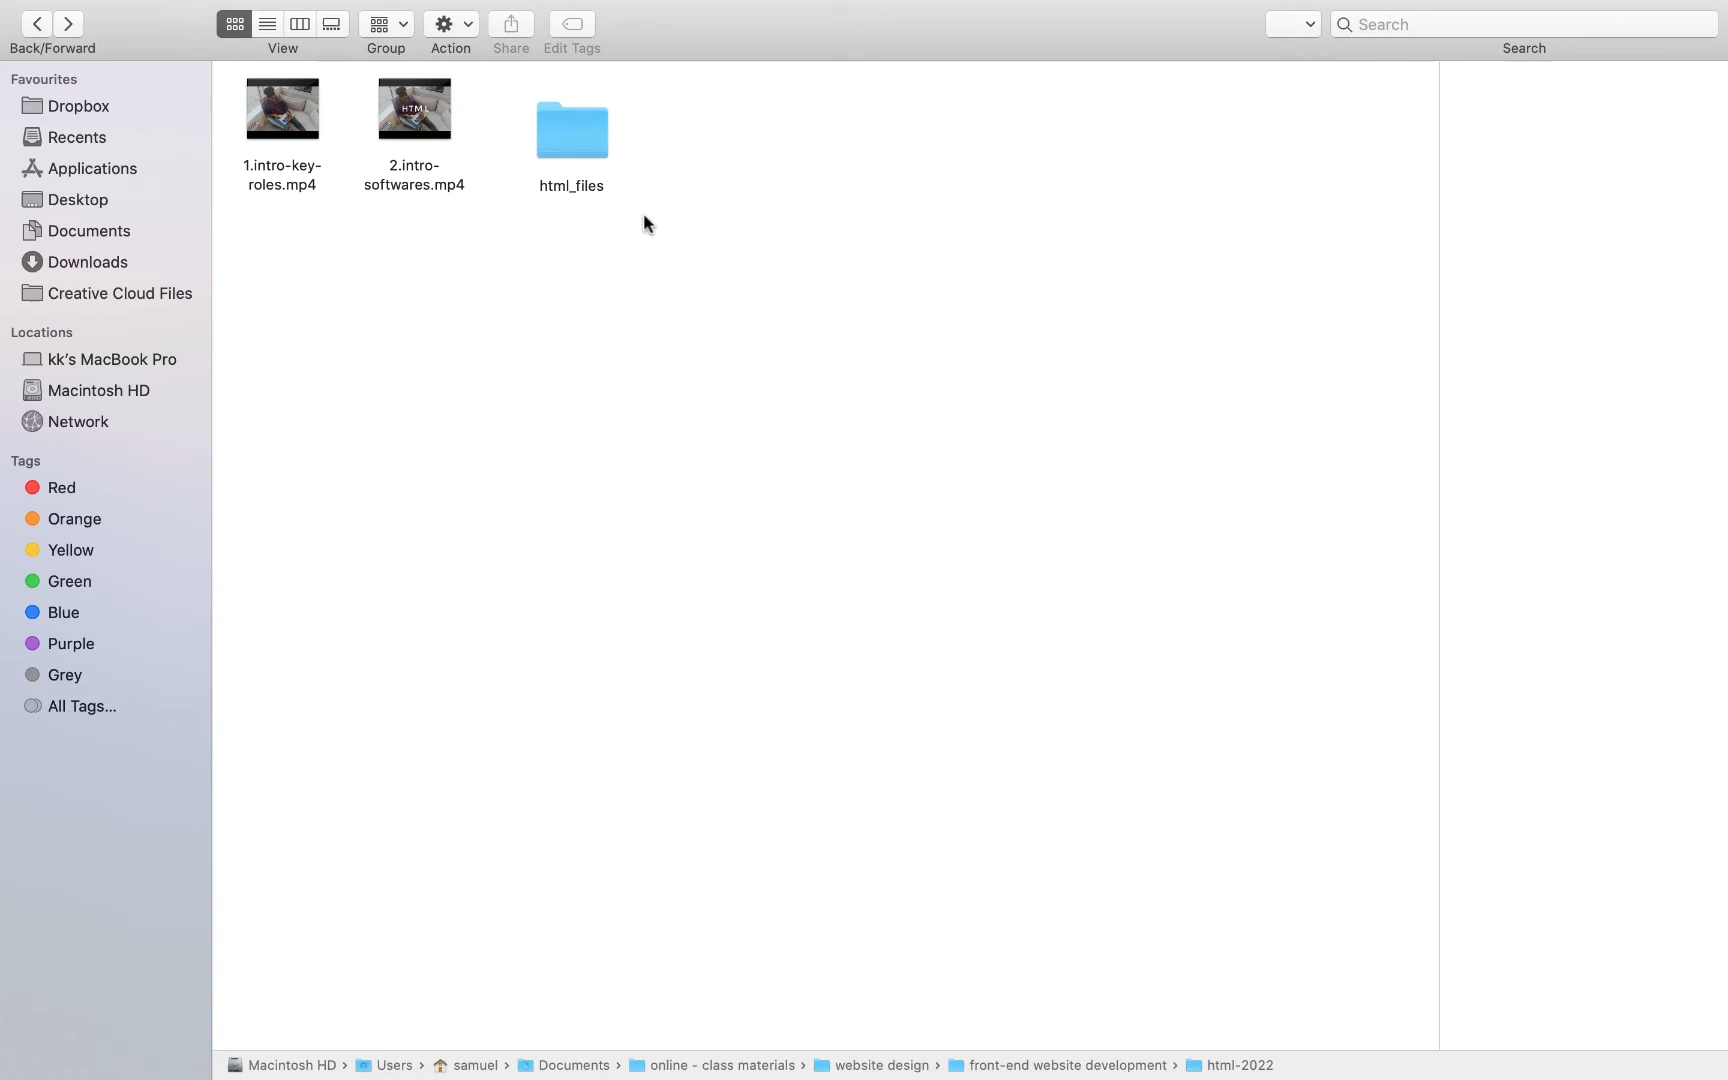 Back/Forward
View
Group
Action
Share
Edit Tags
Search
Search
Favourites
Dropbox
Recents
Applications
Desktop
Documents
Downloads
Creative Cloud Files
Locations
kk's MacBook Pro
Macintosh HD
Network
Tags
Red
Orange
Yellow
Green
Blue
Purple
Grey
All Tags...
HTML
1.intro-key-
roles.mp4
2.intro-
softwares.mp4
html_files
Macintosh HD › Users › samuel › Documents › online - class materials › website design › front-end website development › html-2022